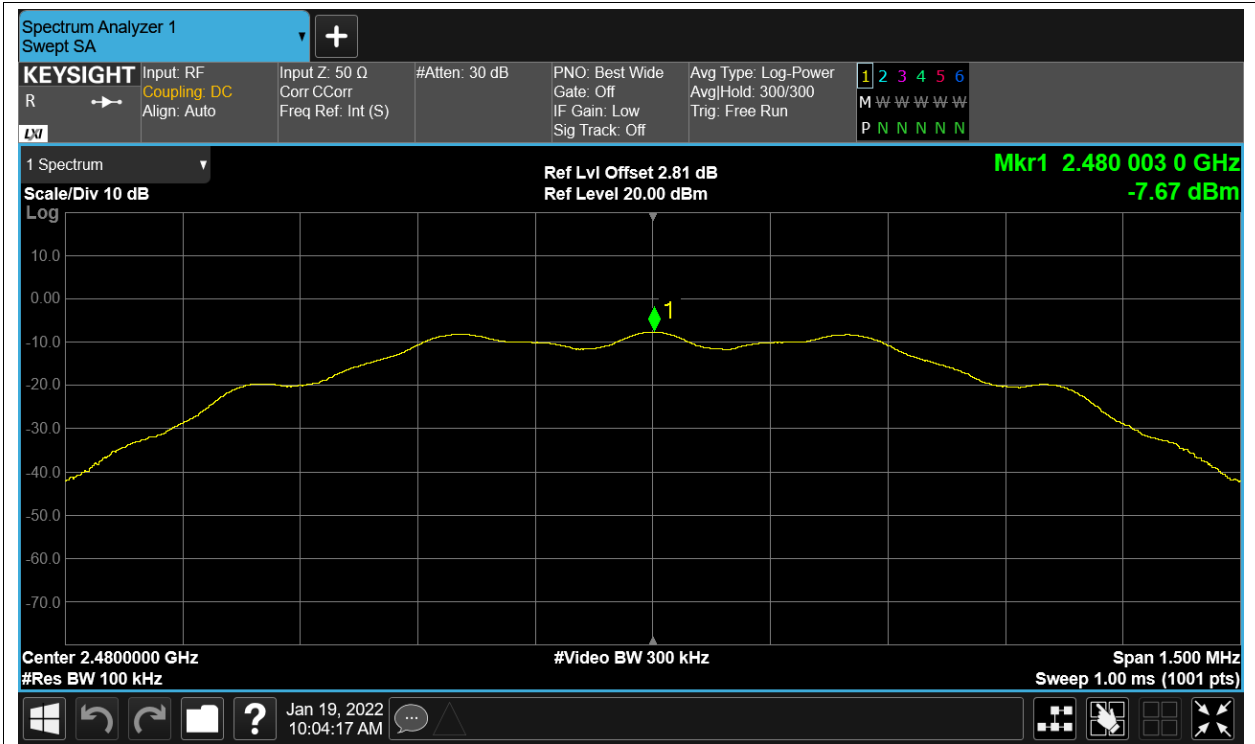 Spectrum Analyzer 1
Swept SA
KEYSIGHT Input: RF Input Z: 50 Ω #Atten: 30 dB PNO: Best Wide Avg Type: Log-Power 1 2 3 4 5 6
R Coupling: DC Corr CCorr Gate: Off Avg|Hold: 300/300 M W W W W W
Align: Auto Freq Ref: Int (S) IF Gain: Low Trig: Free Run
LXI Sig Track: Off P N N N N N
1 Spectrum Ref Lvl Offset 2.81 dB Mkr1 2.480 003 0 GHz
Scale/Div 10 dB Ref Level 20.00 dBm -7.67 dBm
Log
10.0
0.00
1
-10.0
-20.0
-30.0
-40.0
-50.0
-60.0
-70.0
Center 2.4800000 GHz #Video BW 300 kHz Span 1.500 MHz
#Res BW 100 kHz Sweep 1.00 ms (1001 pts)
? Jan 19, 2022
10:04:17 AM